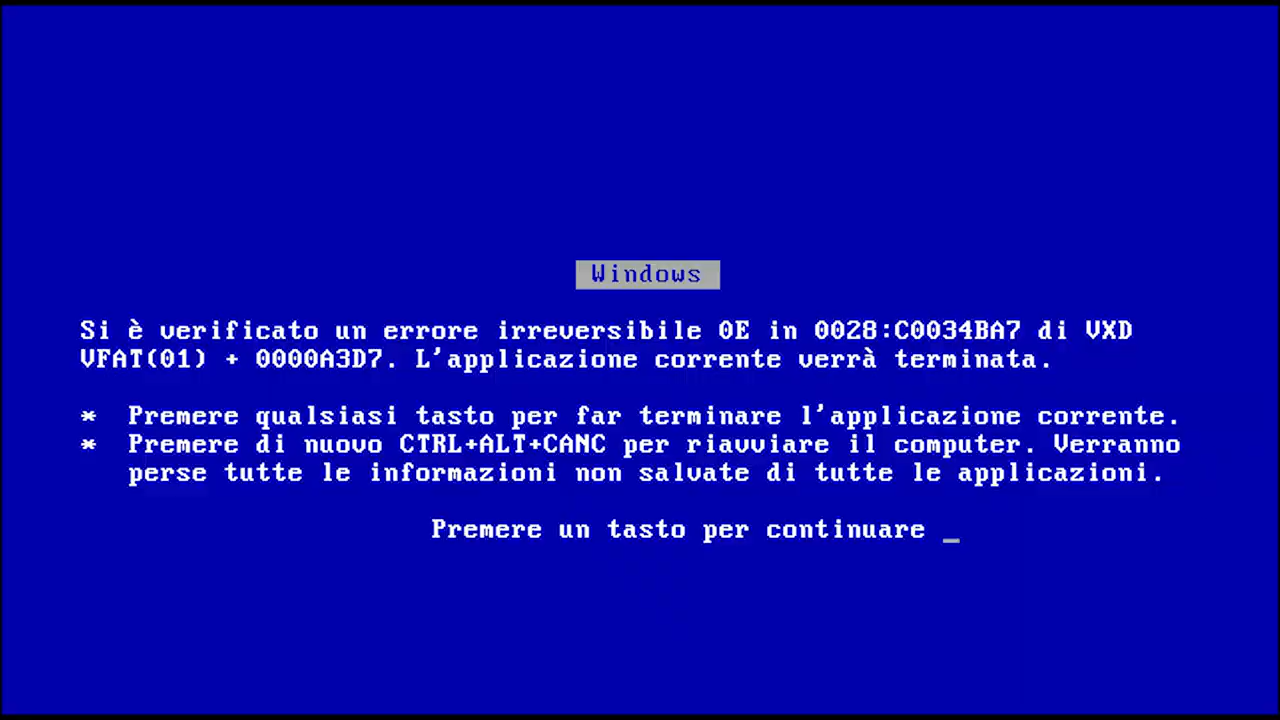 Windows
Si è verificato un errore irreversibile 0E in 0028:C0034BA7 di VXD
VFAT(01) + 0000A3D7. L'applicazione corrente verrà terminata.
* Premere qualsiasi tasto per far terminare l'applicazione corrente.
* Premere di nuovo CTRL+ALT+CANC per riavviare il computer. Verranno
perse tutte le informazioni non salvate di tutte le applicazioni.
Premere un tasto per continuare _